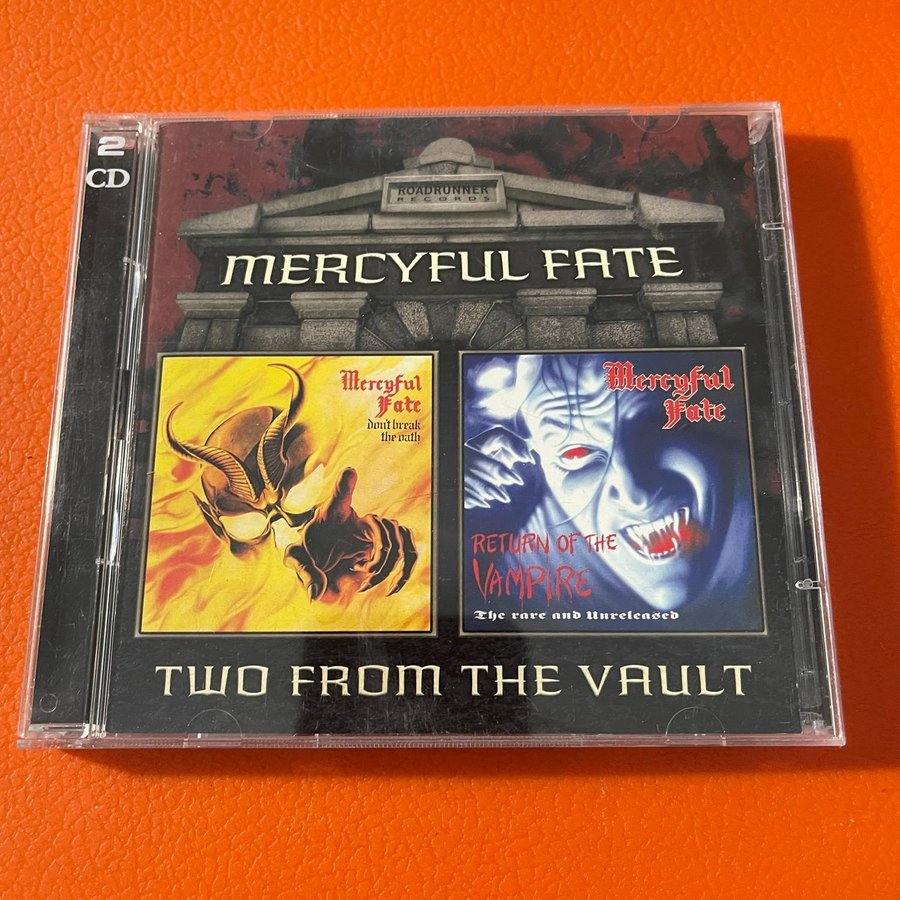 2
CD
ROADRUNNER
RECORDS
MERCYFUL FATE
Mercyful
Fate
don't break
the oath
Mercyful
Fate
RETURN OF THE
VAMPIRE
The rare and Unreleased
TWO FROM THE VAULT